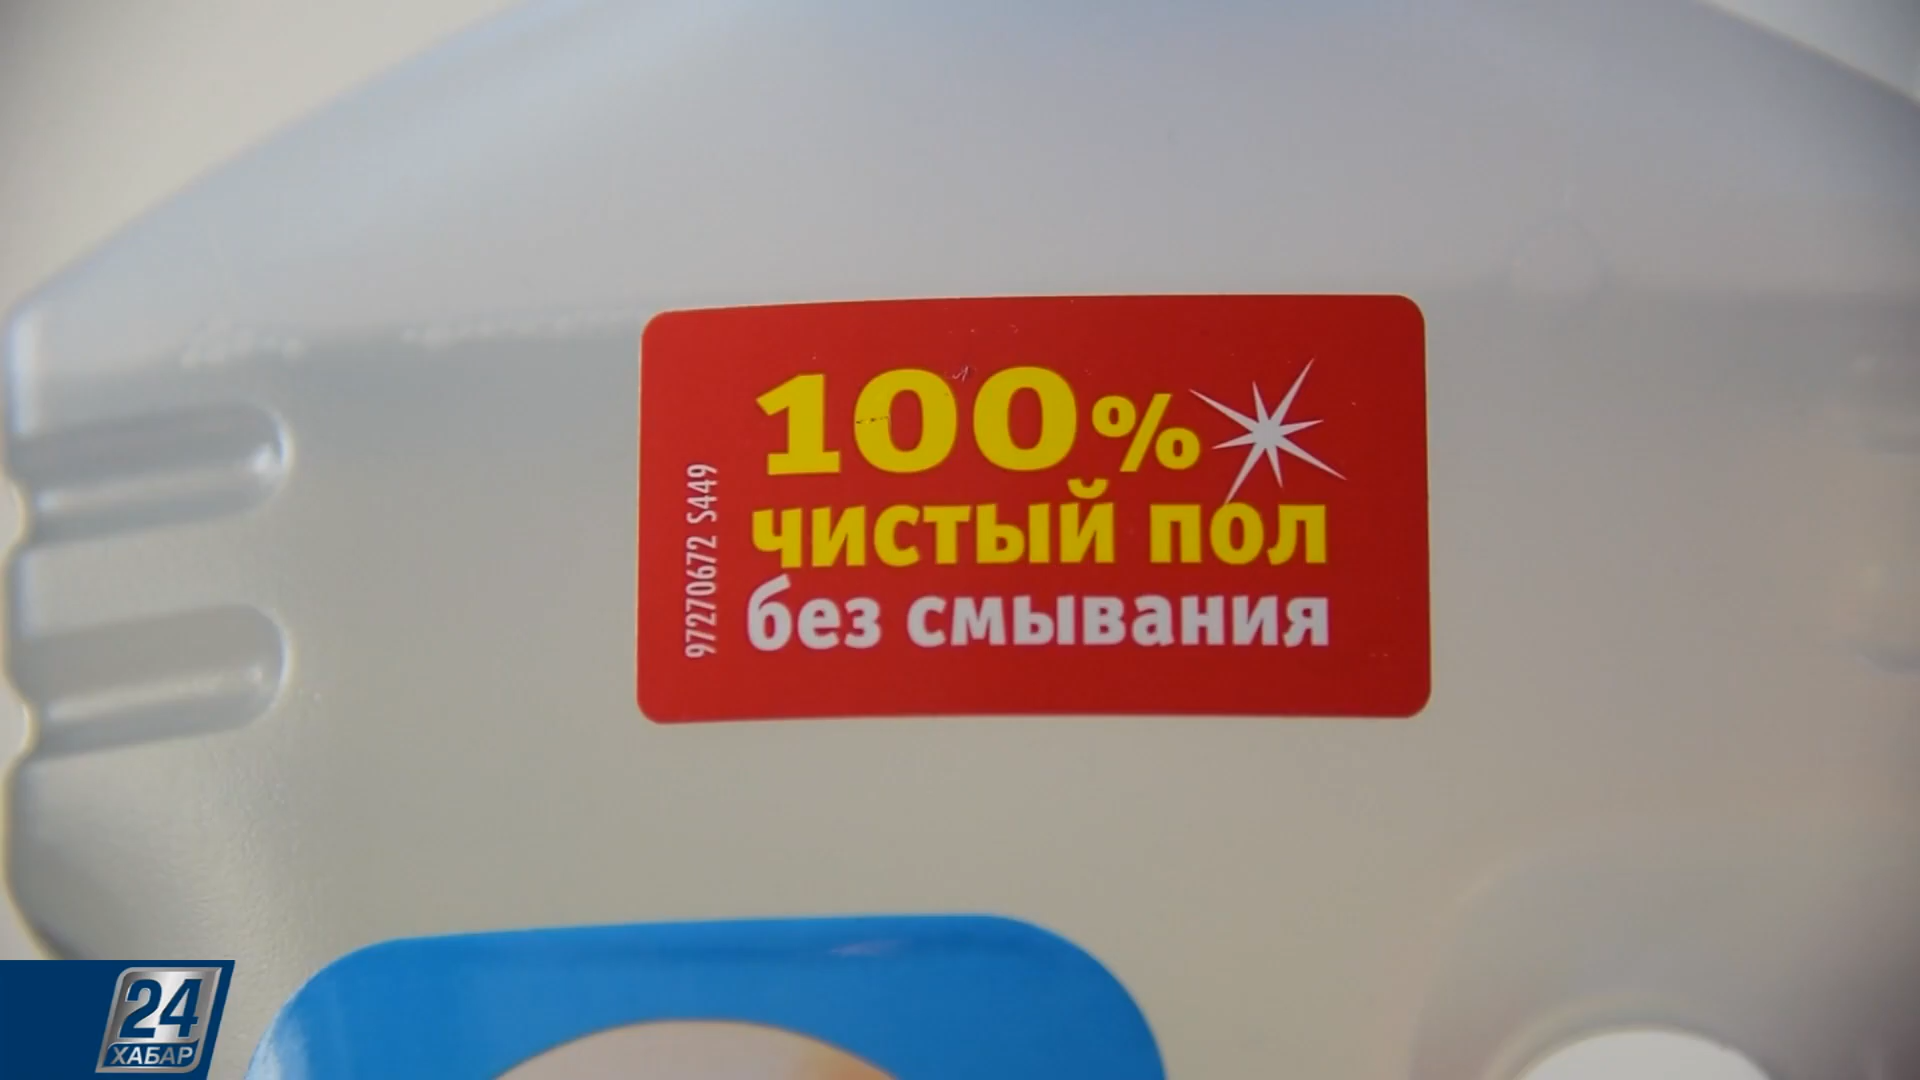 100%
чистый пол
без смывания
97270672 S449
24
ХАБАР